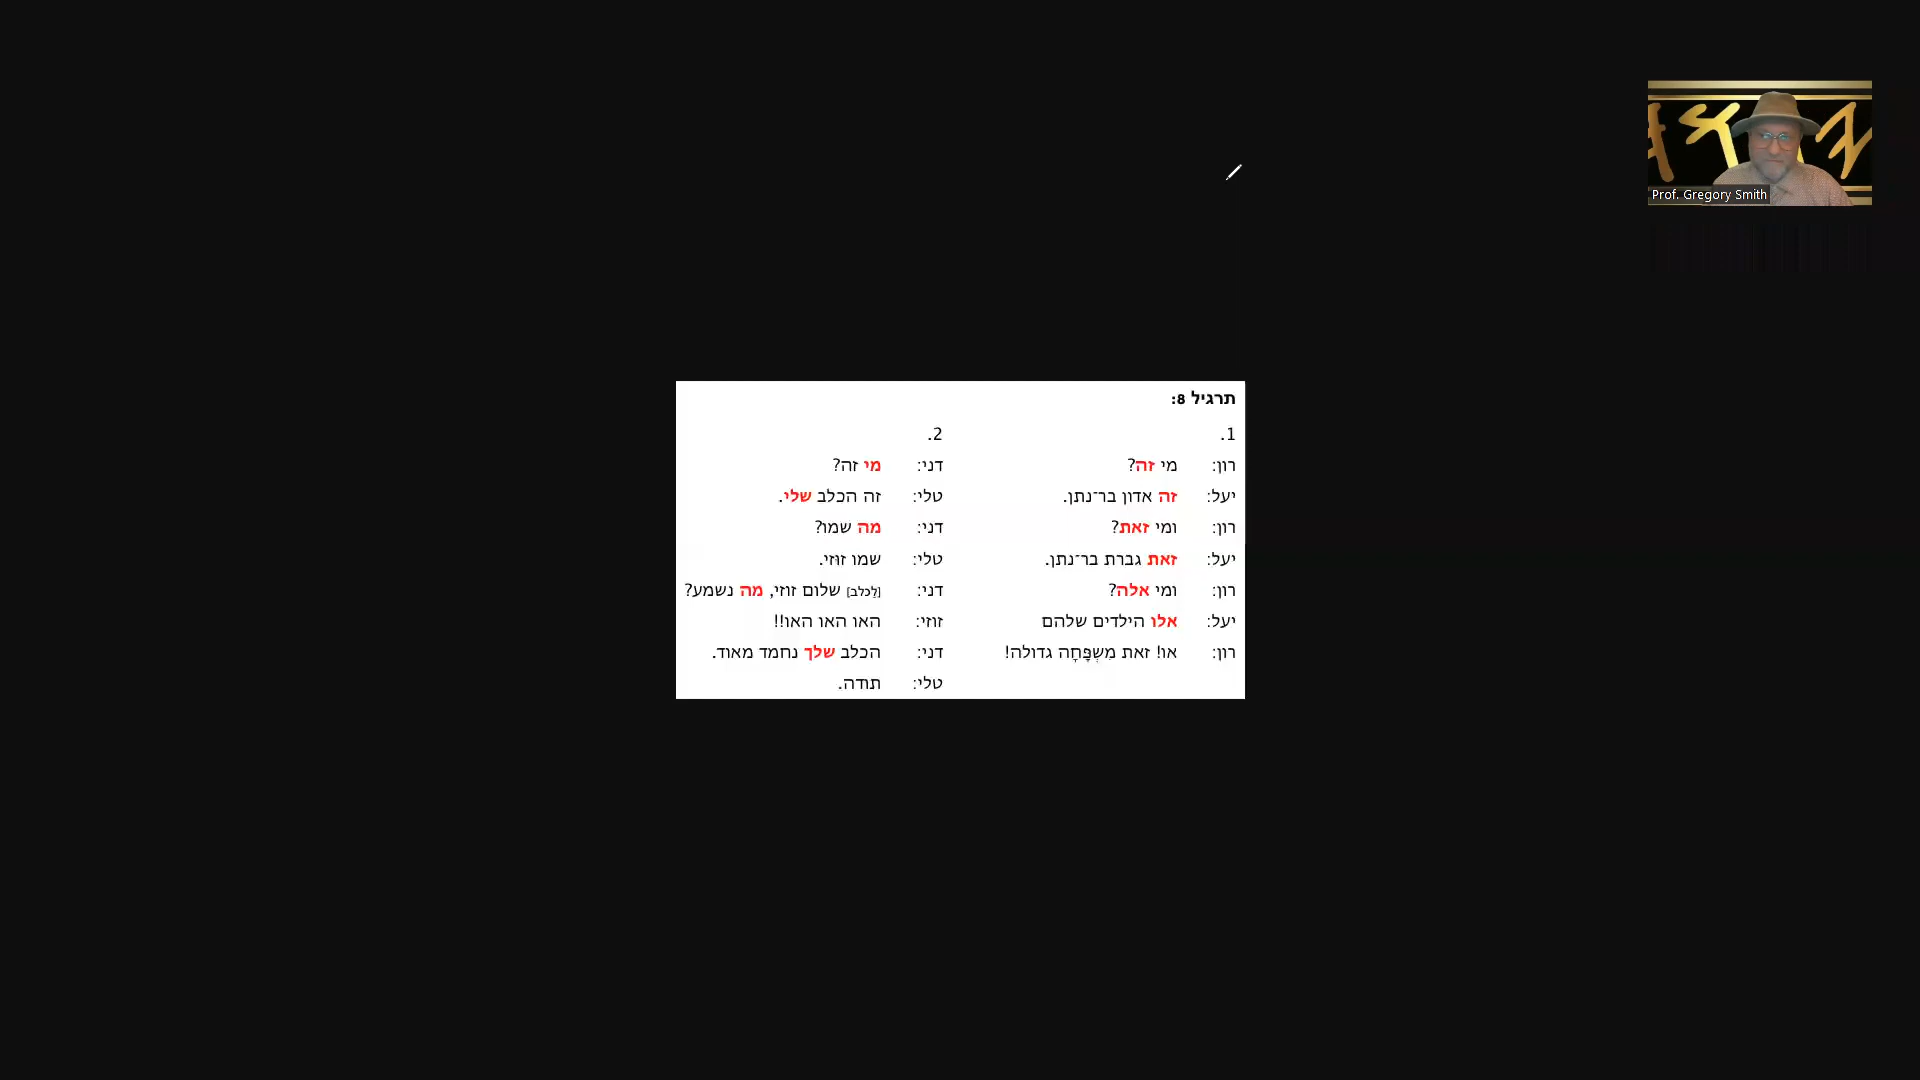 Prof. Gregory Smith
תרגיל 8:
1.
רון: מי זה?
יעל: זה אדון בר־נתן.
רון: ומי זאת?
יעל: זאת גברת בר־נתן.
רון: ומי אלה?
יעל: אלו הילדים שלהם
רון: או! זאת מִשְפָּחָה גדולה!
2.
דני: מי זה?
טלי: זה הכלב שלי.
דני: מה שמו?
טלי: שמו זוּזי.
דני: [לַכלב] שלום זוזי, מה נשמע?
זוזי: האו האו האו!!
דני: הכלב שלך נחמד מאוד.
טלי: תודה.